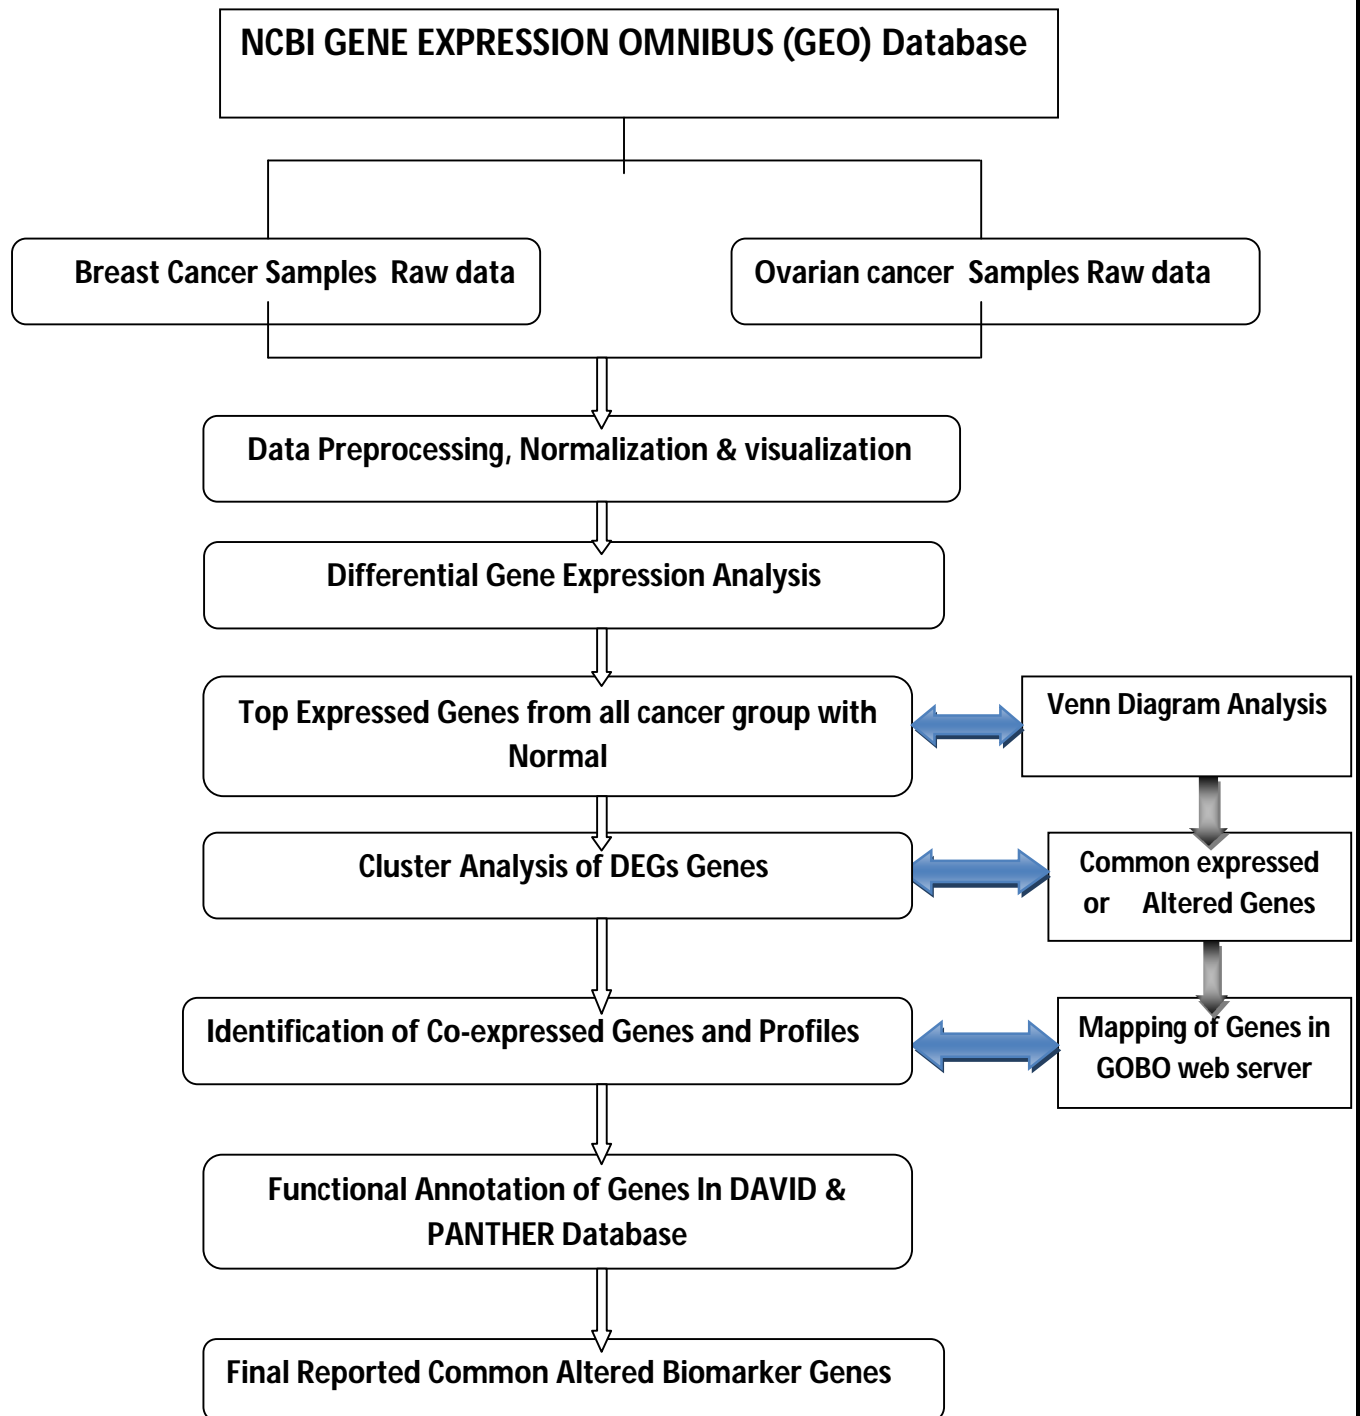 NCBI GENE EXPRESSION OMNIBUS (GEO) Database
Breast Cancer Samples Raw data
Ovarian cancer Samples Raw data
Data Preprocessing, Normalization & visualization
Differential Gene Expression Analysis
Top Expressed Genes from all cancer group with
Normal
Venn Diagram Analysis
Cluster Analysis of DEGs Genes
Common expressed
or Altered Genes
Identification of Co-expressed Genes and Profiles
Mapping of Genes in
GOBO web server
Functional Annotation of Genes In DAVID &
PANTHER Database
Final Reported Common Altered Biomarker Genes